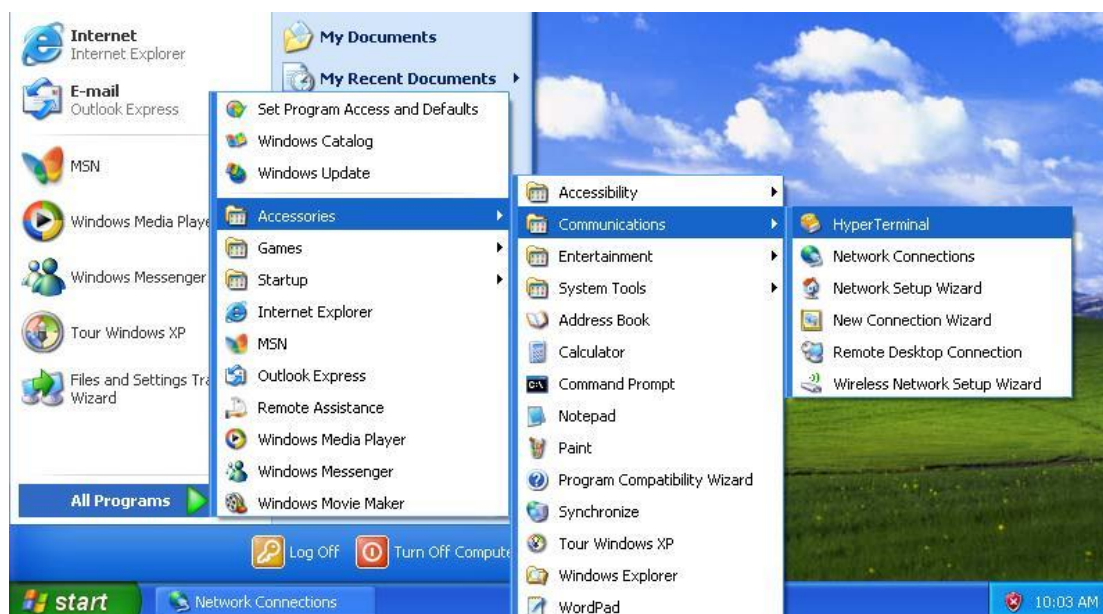 Internet
Internet Explorer
E-mail
Outlook Express
MSN
Windows Media Playe
Windows Messenger
Tour Windows XP
Files and Settings Tra
Wizard
All Programs
My Documents
My Recent Documents
Set Program Access and Defaults
Windows Catalog
Windows Update
Accessories
Games
Startup
Internet Explorer
MSN
Outlook Express
Remote Assistance
Windows Media Player
Windows Messenger
Windows Movie Maker
Accessibility
Communications
Entertainment
System Tools
Address Book
Calculator
Command Prompt
Notepad
Paint
Program Compatibility Wizard
Synchronize
Tour Windows XP
Windows Explorer
WordPad
HyperTerminal
Network Connections
Network Setup Wizard
New Connection Wizard
Remote Desktop Connection
Wireless Network Setup Wizard
Log Off
Turn Off Compute
start
Network Connections
10:03 AM